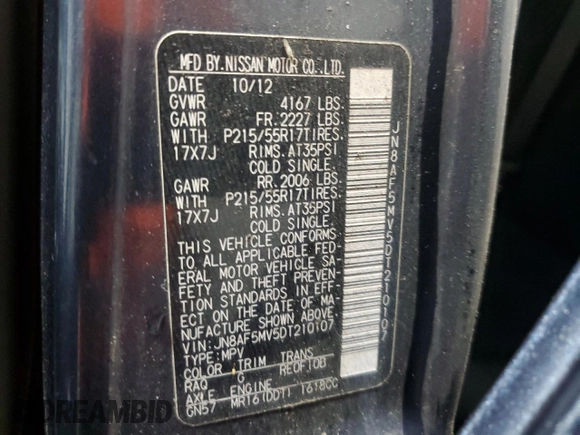 MFD BY.NISSAN MOTOR CO.,LTD.
DATE 10/12
GVWR 4167 LBS.
GAWR FR. 2227 LBS.
WITH P215/55R17TIRES.
17X7J RIMS. AT35PSI
COLD SINGLE.
GAWR RR. 2006 LBS.
WITH P215/55R17TIRES.
17X7J RIMS. AT35PSI
COLD SINGLE.
THIS VEHICLE CONFORMS
TO ALL APPLICABLE FED-
ERAL MOTOR VEHICLE SA-
FETY AND THEFT PREVEN-
TION STANDARDS IN EFF-
ECT ON THE DATE OF MA-
NUFACTURE SHOWN ABOVE.
VIN: JN8AF5MV5DT210107
TYPE:MPV
COLOR TRIM TRANS
RAQ G RE0F10B
AXLE ENGINE
GN57 MR16(DDT) 1618CC
JN8AF5MV5DT210107
DREAMBID